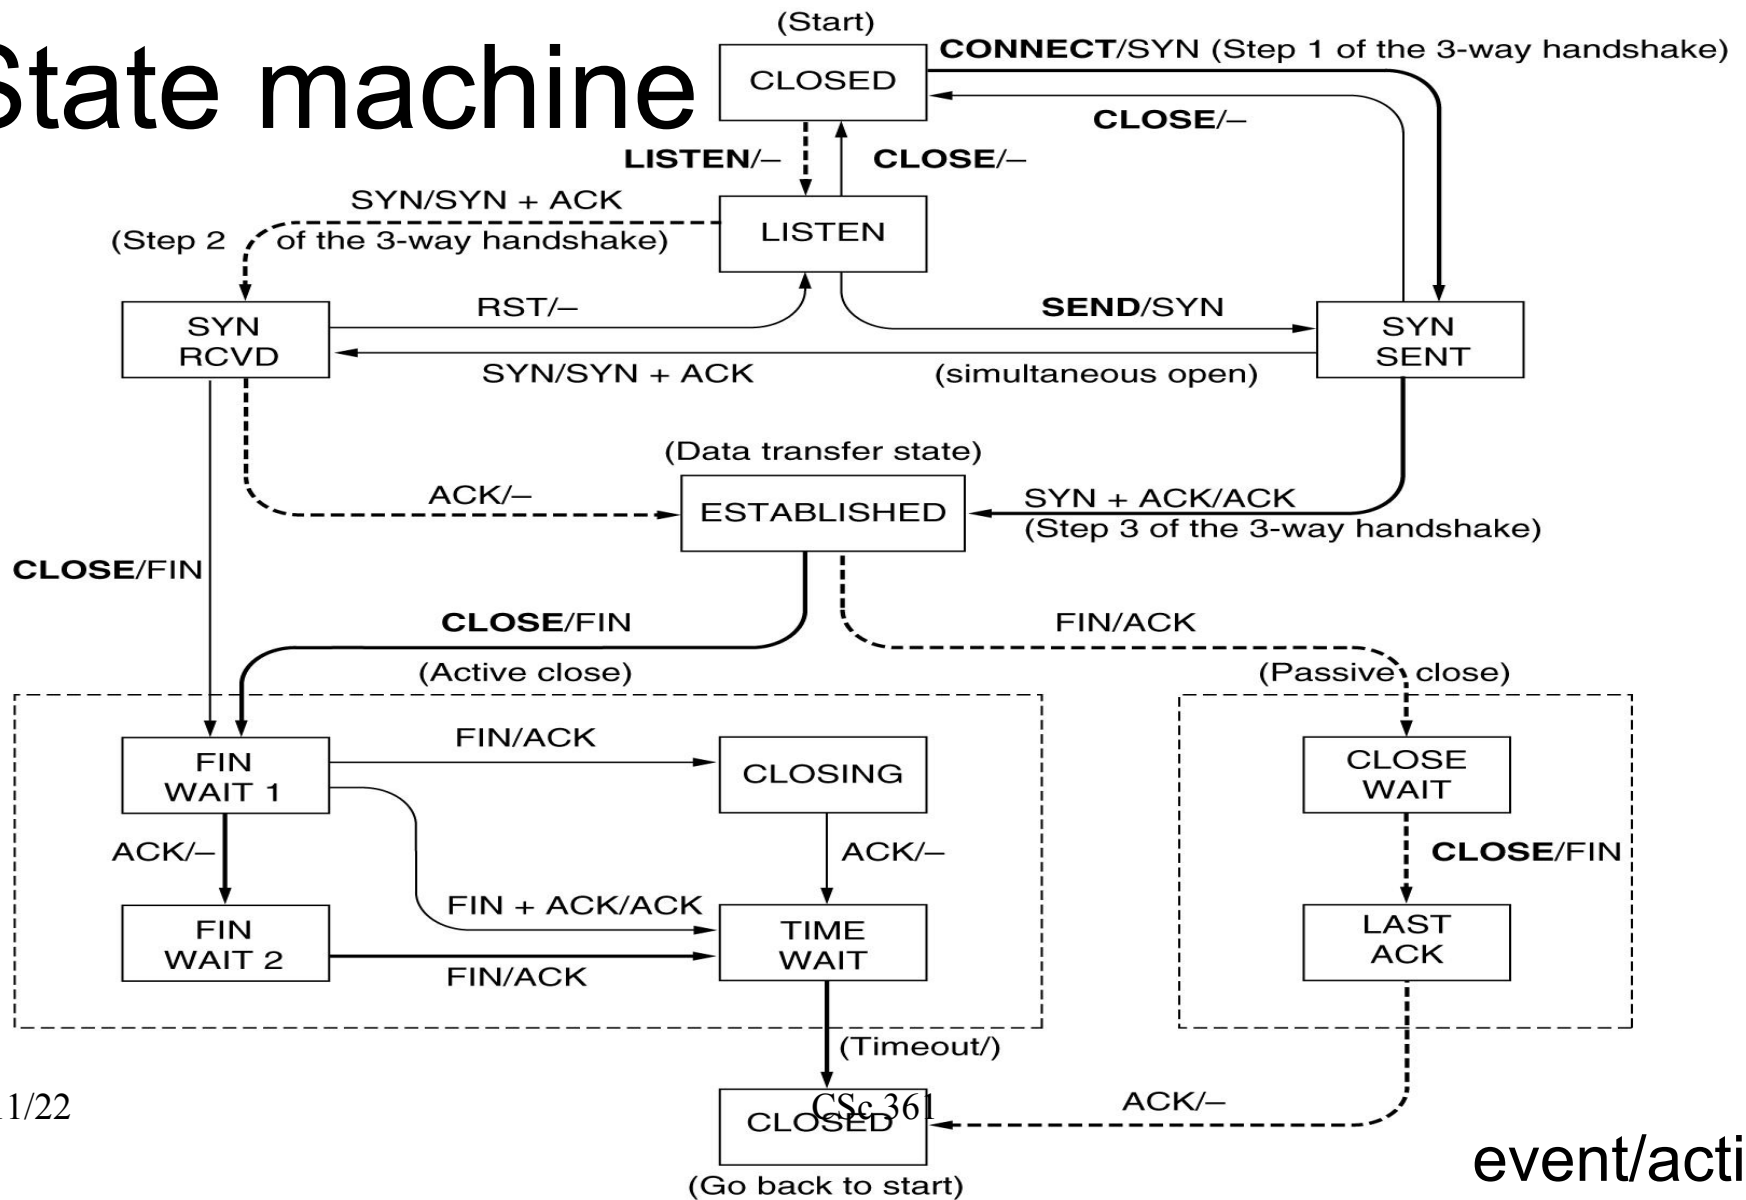 (Start)
State machine
CLOSED
CONNECT/SYN (Step 1 of the 3-way handshake)
CLOSE/–
LISTEN/–
CLOSE/–
SYN/SYN + ACK
(Step 2 of the 3-way handshake)
LISTEN
RST/–
SEND/SYN
SYN
RCVD
SYN
SENT
SYN/SYN + ACK
(simultaneous open)
(Data transfer state)
ACK/–
ESTABLISHED
SYN + ACK/ACK
(Step 3 of the 3-way handshake)
CLOSE/FIN
CLOSE/FIN
FIN/ACK
(Active close)
(Passive close)
FIN
WAIT 1
FIN/ACK
CLOSING
CLOSE
WAIT
ACK/–
ACK/–
CLOSE/FIN
FIN + ACK/ACK
FIN
WAIT 2
FIN/ACK
TIME
WAIT
LAST
ACK
(Timeout/)
1/22
CSc 361
CLOSED
ACK/–
event/acti
(Go back to start)